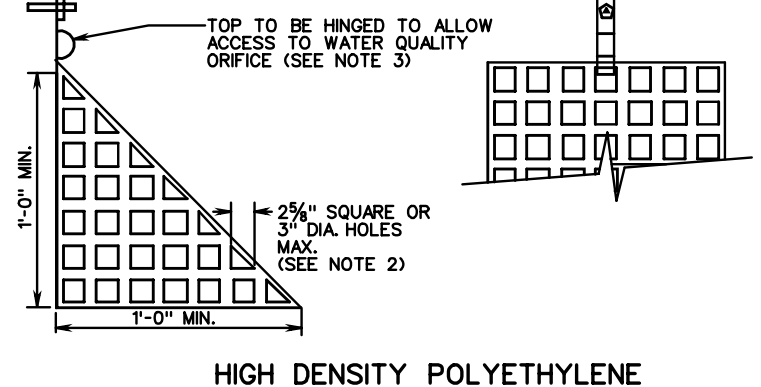 TOP TO BE HINGED TO ALLOW
ACCESS TO WATER QUALITY
ORIFICE (SEE NOTE 3)
1'-0" MIN.
2⅝" SQUARE OR
3" DIA. HOLES
MAX.
(SEE NOTE 2)
1'-0" MIN.
HIGH DENSITY POLYETHYLENE